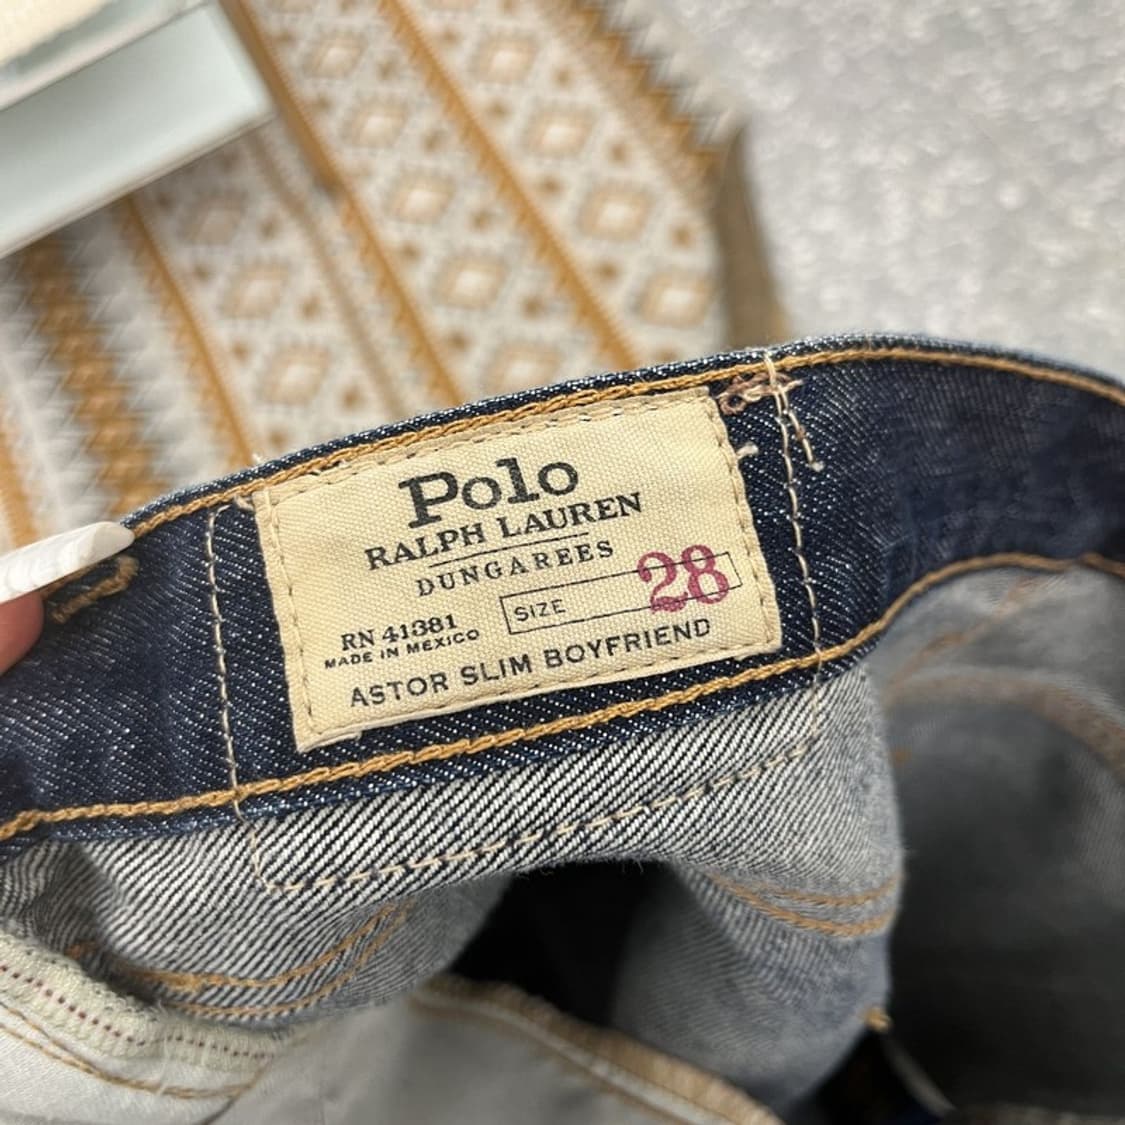 Polo
RALPH LAUREN
DUNGAREES
SIZE 28
RN 41381
MADE IN MEXICO
ASTOR SLIM BOYFRIEND